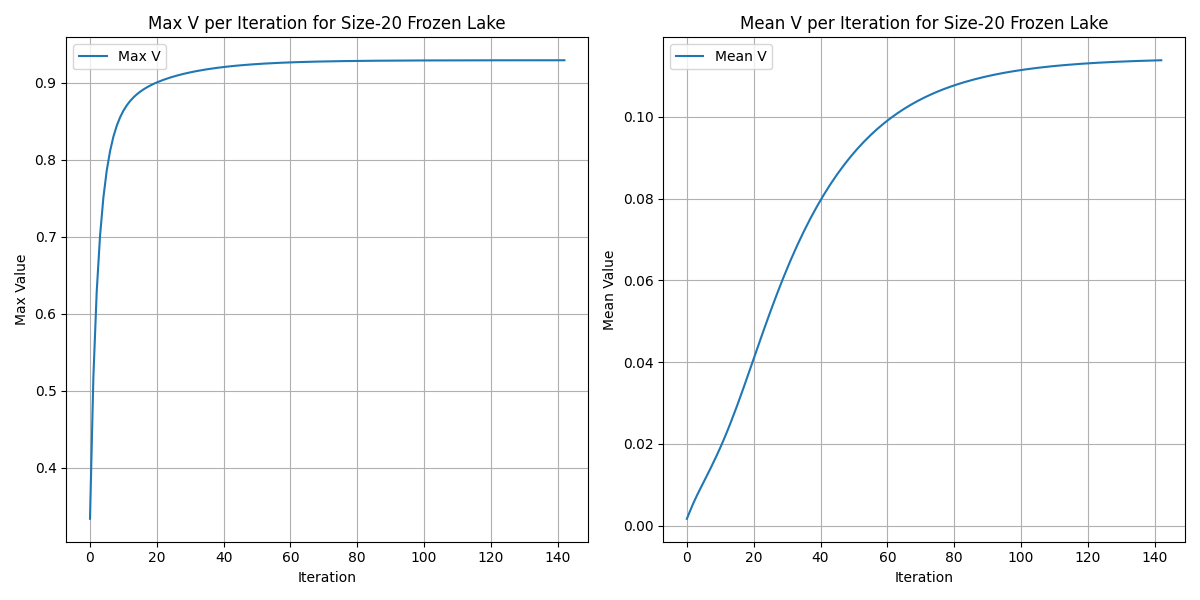 Max V per Iteration for Size-20 Frozen Lake
Max V
Max Value
0.9
0.8
0.7
0.6
0.5
0.4
0 20 40 60 80 100 120 140
Iteration
Mean V per Iteration for Size-20 Frozen Lake
Mean V
Mean Value
0.10
0.08
0.06
0.04
0.02
0.00
0 20 40 60 80 100 120 140
Iteration